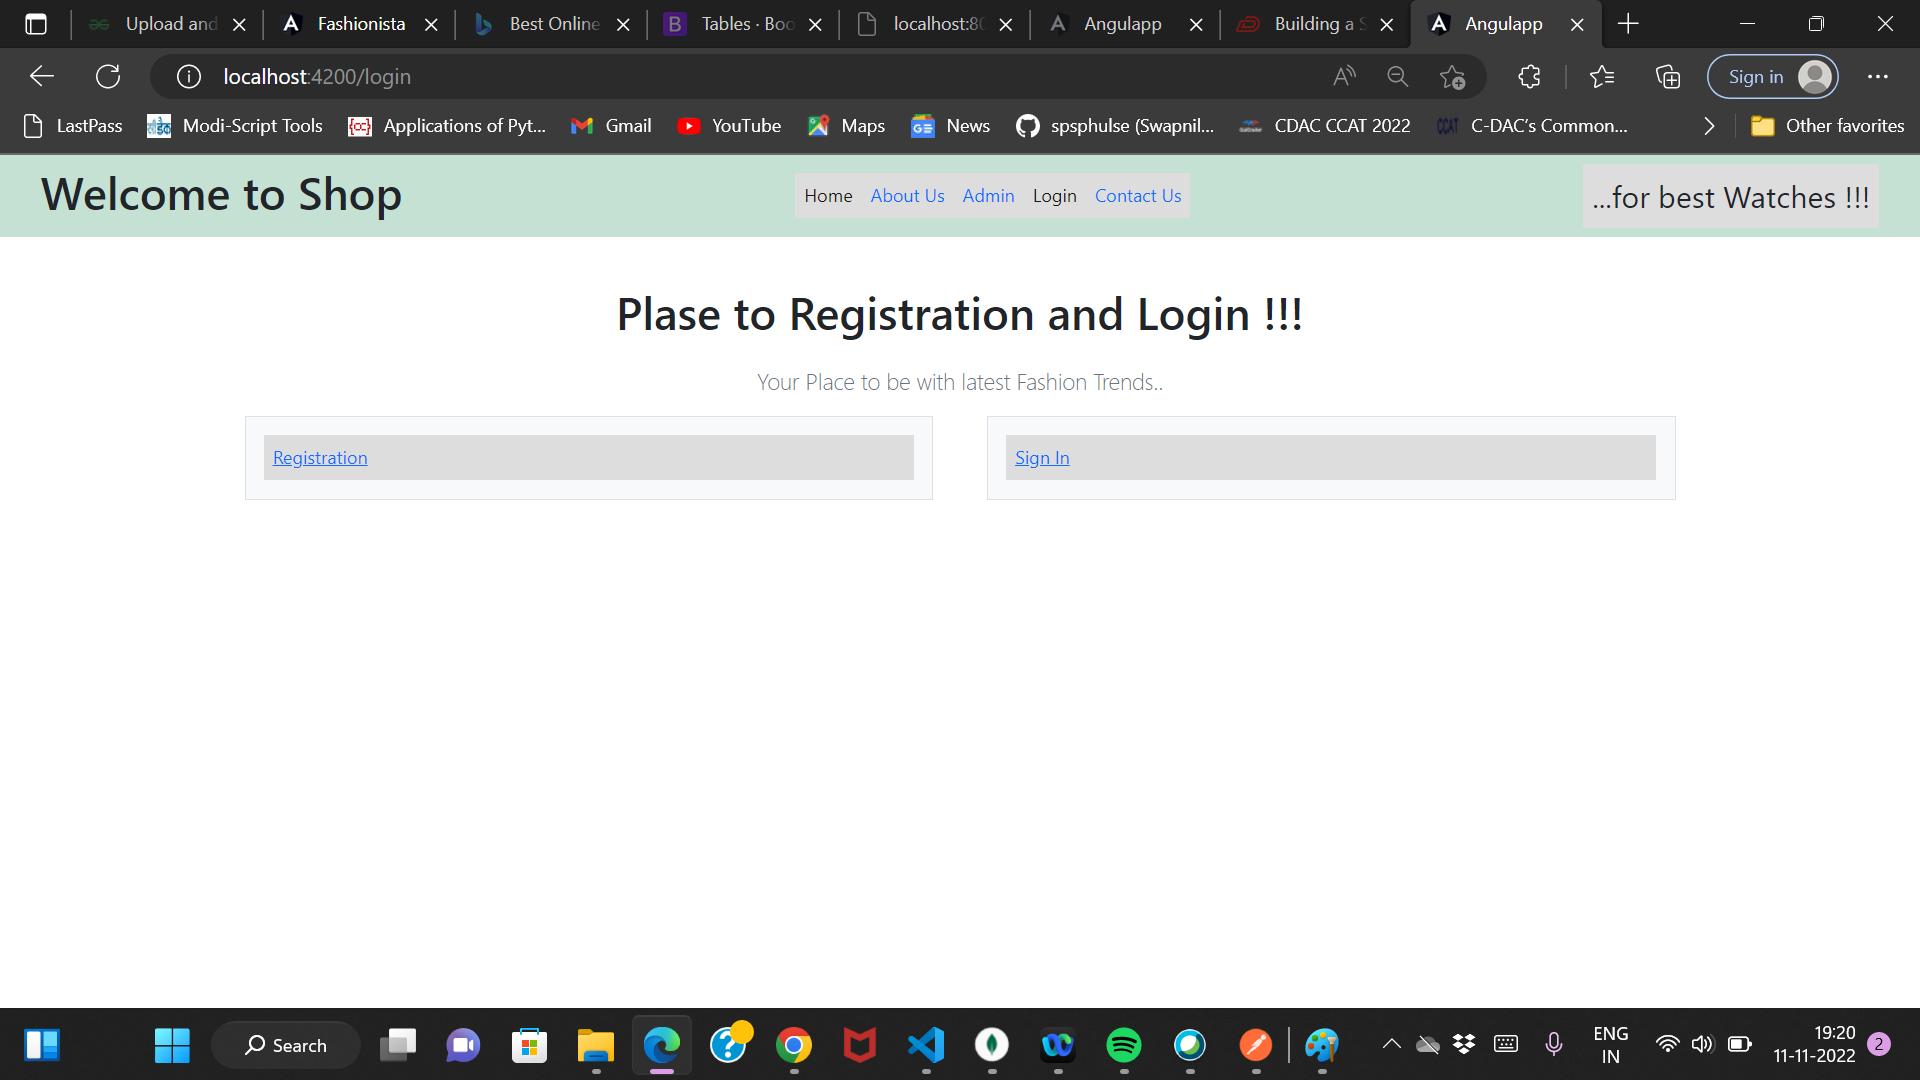 Upload and
Fashionista
Best Online
Tables · Boo
localhost:80
Angulapp
Building a S
Angulapp
localhost:4200/login
Sign in
LastPass
Modi-Script Tools
Applications of Pyt...
Gmail
YouTube
Maps
News
spsphulse (Swapnil...
CDAC CCAT 2022
C-DAC's Common...
Other favorites
Welcome to Shop
Home About Us Admin Login Contact Us
...for best Watches !!!
Plase to Registration and Login !!!
Your Place to be with latest Fashion Trends..
Registration
Sign In
Search
ENG
IN
19:20
11-11-2022
2